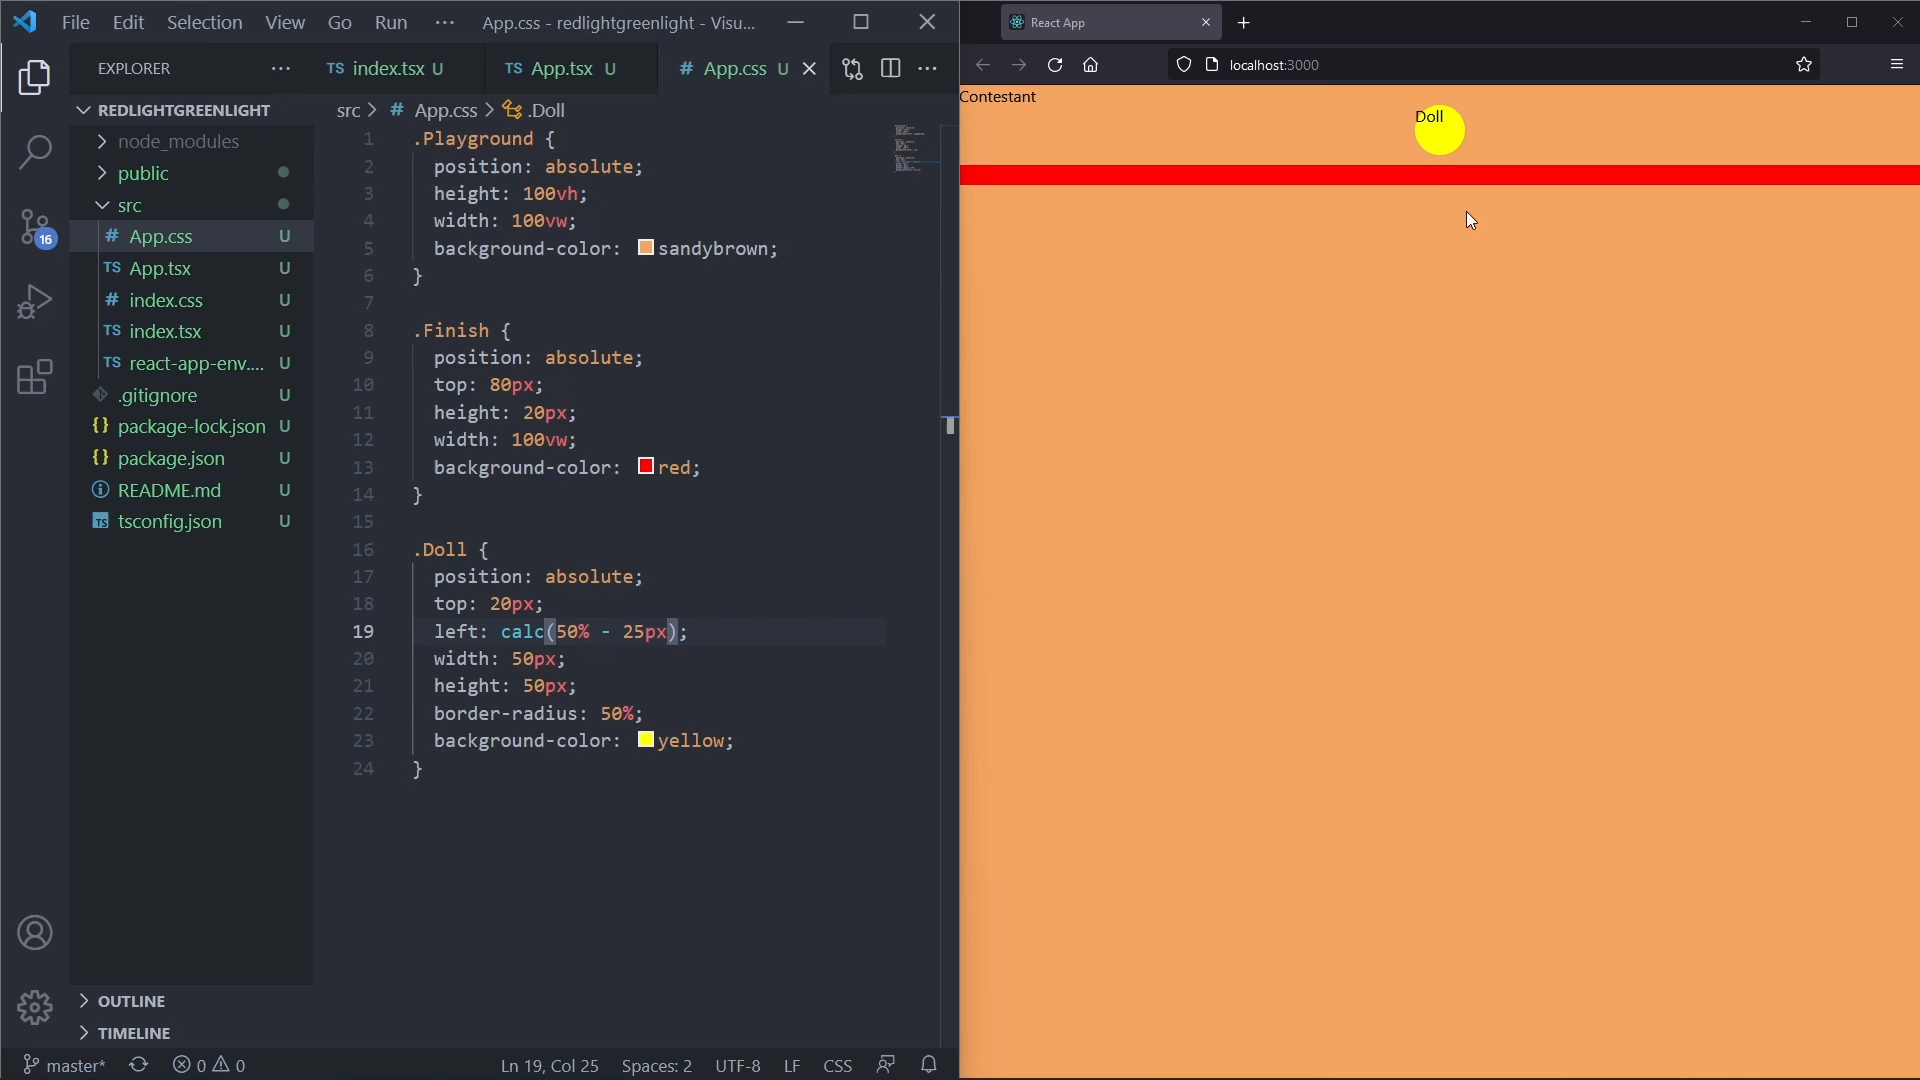 File Edit Selection View Go Run ··· App.css - redlightgreenlight - Visu...
EXPLORER ···
TS index.tsx U
TS App.tsx U
# App.css U
REDLIGHTGREENLIGHT
node_modules
public
src
# App.css U
TS App.tsx U
# index.css U
TS index.tsx U
TS react-app-env.... U
.gitignore U
{} package-lock.json U
{} package.json U
README.md U
TS tsconfig.json U
OUTLINE
TIMELINE
16
src > # App.css > .Doll
1 .Playground {
2 position: absolute;
3 height: 100vh;
4 width: 100vw;
5 background-color: sandybrown;
6 }
7
8 .Finish {
9 position: absolute;
10 top: 80px;
11 height: 20px;
12 width: 100vw;
13 background-color: red;
14 }
15
16 .Doll {
17 position: absolute;
18 top: 20px;
19 left: calc(50% - 25px);
20 width: 50px;
21 height: 50px;
22 border-radius: 50%;
23 background-color: yellow;
24 }
master* 0 0 Ln 19, Col 25 Spaces: 2 UTF-8 LF CSS
React App
localhost:3000
Contestant
Doll